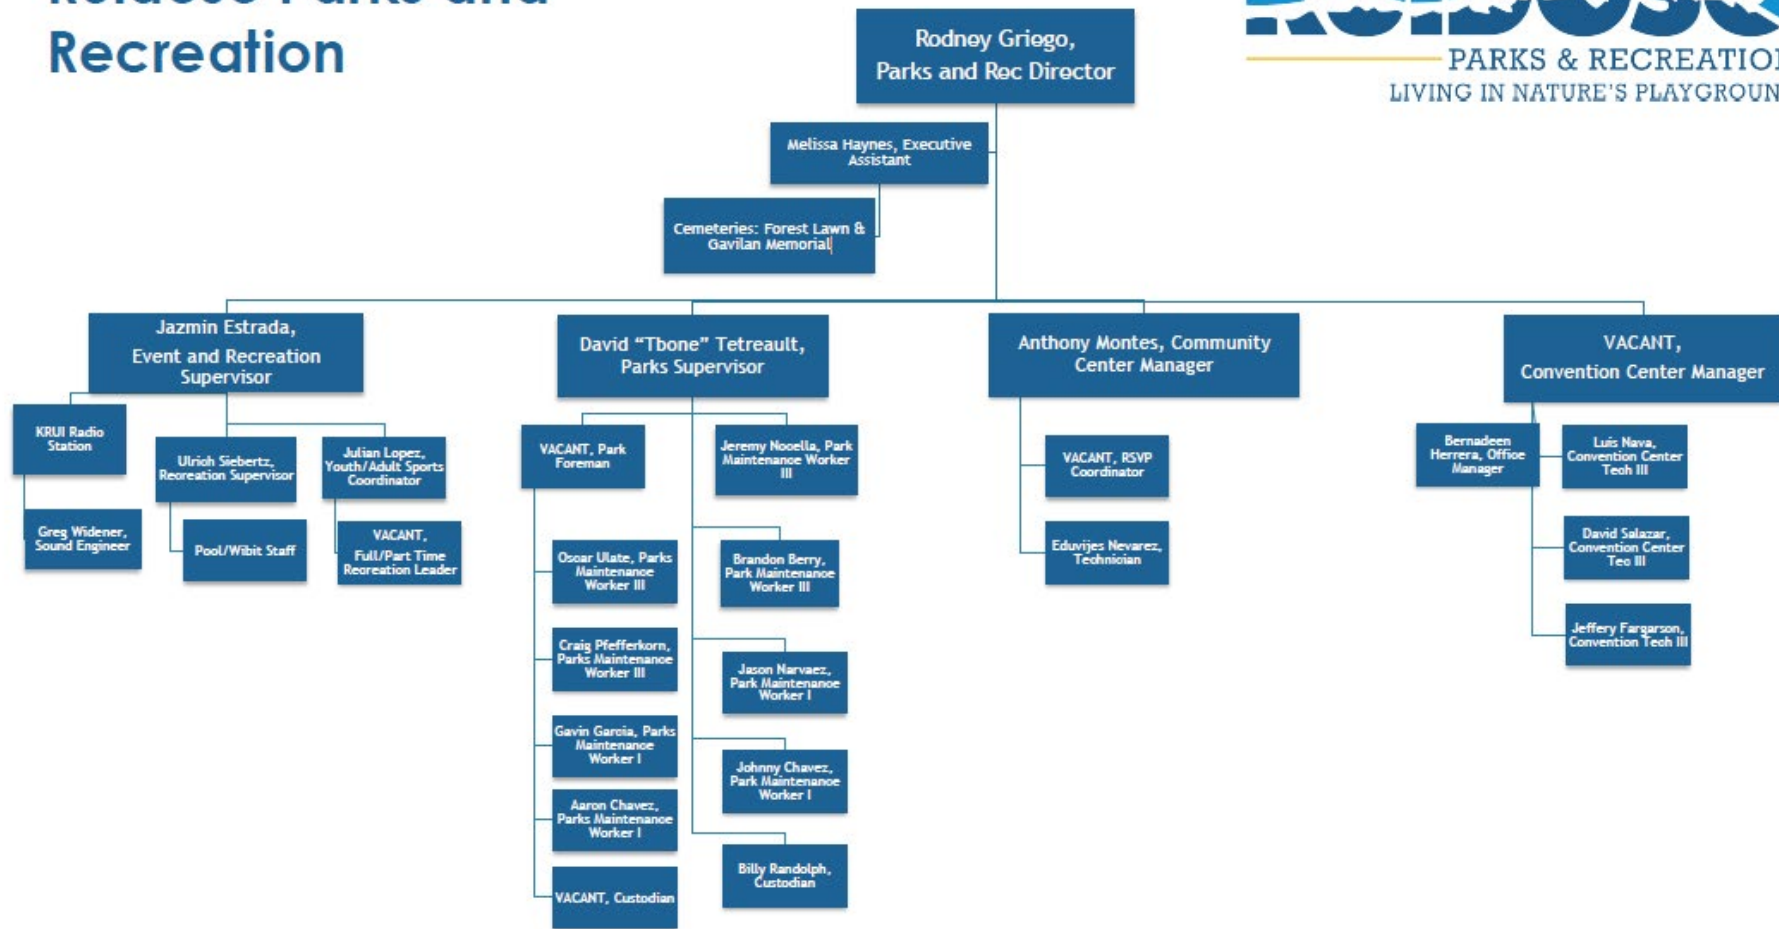 Recreation
Rodney Griego,
Parks and Rec Director
PARKS & RECREATION
LIVING IN NATURE'S PLAYGROUN
Melissa Haynes, Executive
Assistant
Cemeteries: Forest Lawn &
Gavilan Memorial
Jazmin Estrada,
Event and Recreation
Supervisor
KRUI Radio
Station
Greg Widener,
Sound Engineer
Ulrich Siebertz,
Recreation Supervisor
Pool/Wibit Staff
Julian Lopez,
Youth/Adult Sports
Coordinator
VACANT,
Full/Part Time
Recreation Leader
David “Tbone” Tetreault,
Parks Supervisor
VACANT, Park
Foreman
Oscar Ulate, Parks
Maintenance
Worker III
Craig Pfefferkorn,
Parks Maintenance
Worker III
Gavin Garcia, Parks
Maintenance
Worker I
Aaron Chavez,
Parks Maintenance
Worker I
VACANT, Custodian
Jeremy Nocella, Park
Maintenance Worker
III
Brandon Berry,
Park Maintenance
Worker III
Jason Narvaez,
Park Maintenance
Worker I
Johnny Chavez,
Park Maintenance
Worker I
Billy Randolph,
Custodian
Anthony Montes, Community
Center Manager
VACANT, RSVP
Coordinator
Eduvijes Nevarez,
Technician
VACANT,
Convention Center Manager
Bernadeen
Herrera, Office
Manager
Luis Nava,
Convention Center
Tech III
David Salazar,
Convention Center
Tec III
Jeffery Fargarson,
Convention Tech III